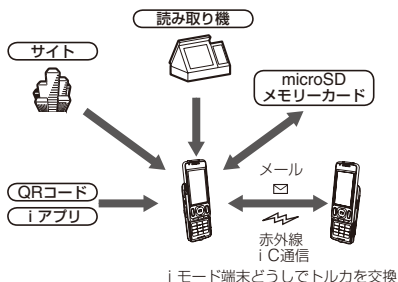 読み取り機
サイト
microSD
メモリーカード
メール
QRコード
iアプリ
赤外線
iC通信
iモード端末どうしでトルカを交換